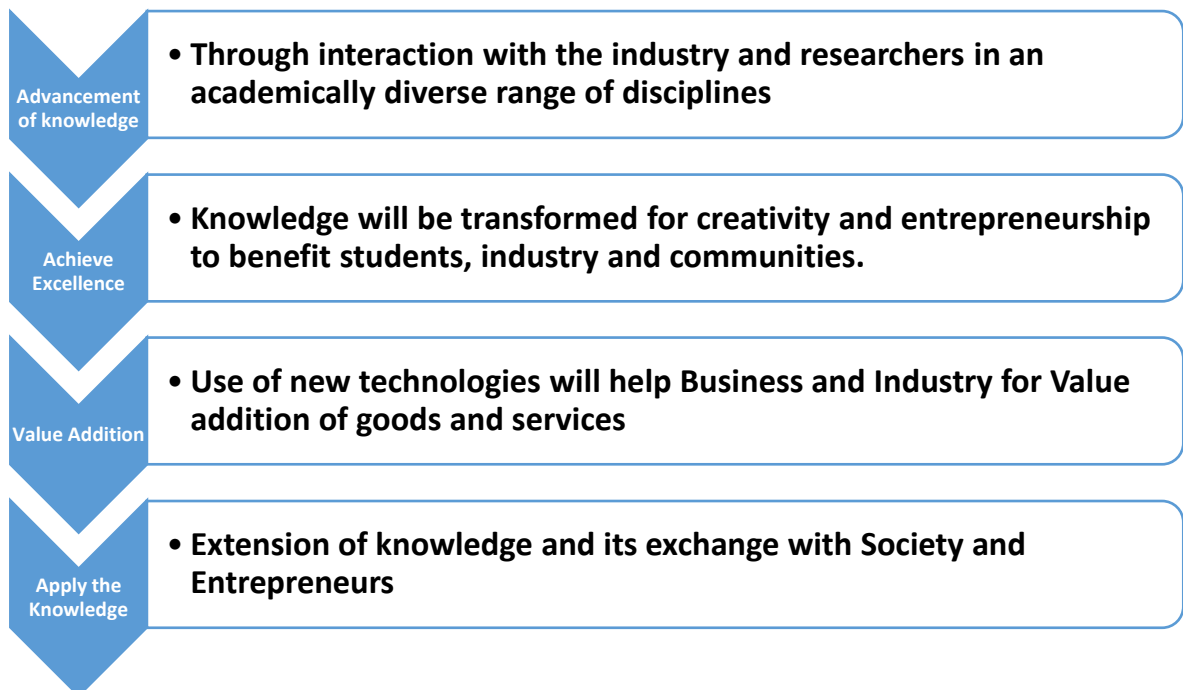 Advancement
of knowledge
• Through interaction with the industry and researchers in an
academically diverse range of disciplines
Achieve
Excellence
• Knowledge will be transformed for creativity and entrepreneurship
to benefit students, industry and communities.
Value Addition
• Use of new technologies will help Business and Industry for Value
addition of goods and services
Apply the
Knowledge
• Extension of knowledge and its exchange with Society and
Entrepreneurs